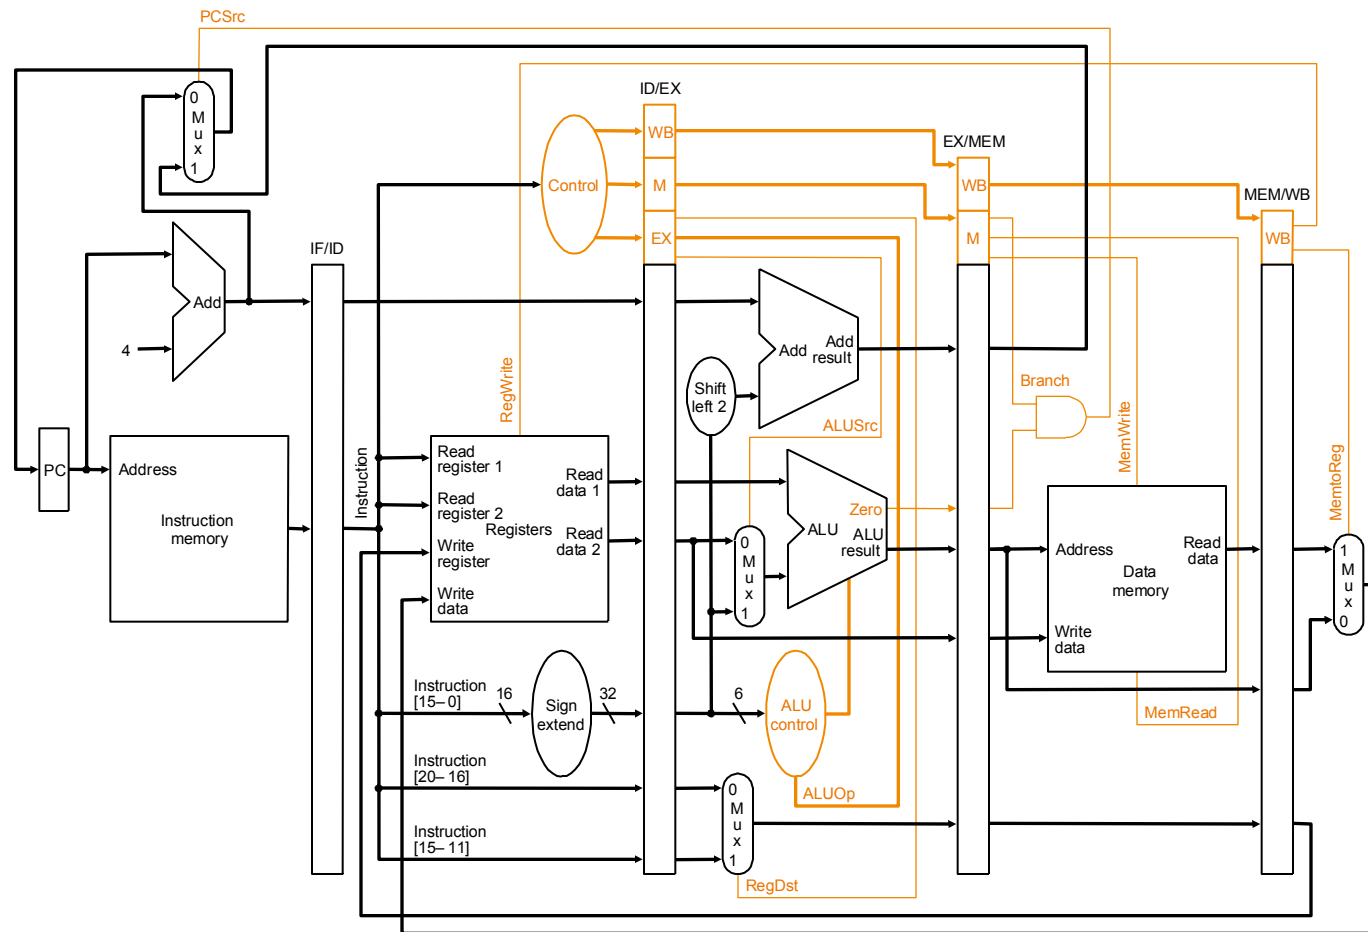 PCSrc
ID/EX
0
M
u
x
1
WB
EX/MEM
Control
M
WB
MEM/WB
IF/ID
EX
M
WB
Add
4
Add
Add
result
Shift
left 2
Branch
RegWrite
ALUSrc
MemWrite
MemtoReg
PC
Address
Instruction
memory
Instruction
Read
register 1
Read
register 2
Write
register
Write
data
Registers
Read
data 1
Read
data 2
0
M
u
x
1
Zero
ALU
ALU
result
Address
Read
data
Data
memory
Write
data
1
M
u
x
0
Instruction
[15– 0]
16
Sign
extend
32
6
ALU
control
MemRead
Instruction
[20– 16]
0
M
u
x
1
ALUOp
Instruction
[15– 11]
RegDst